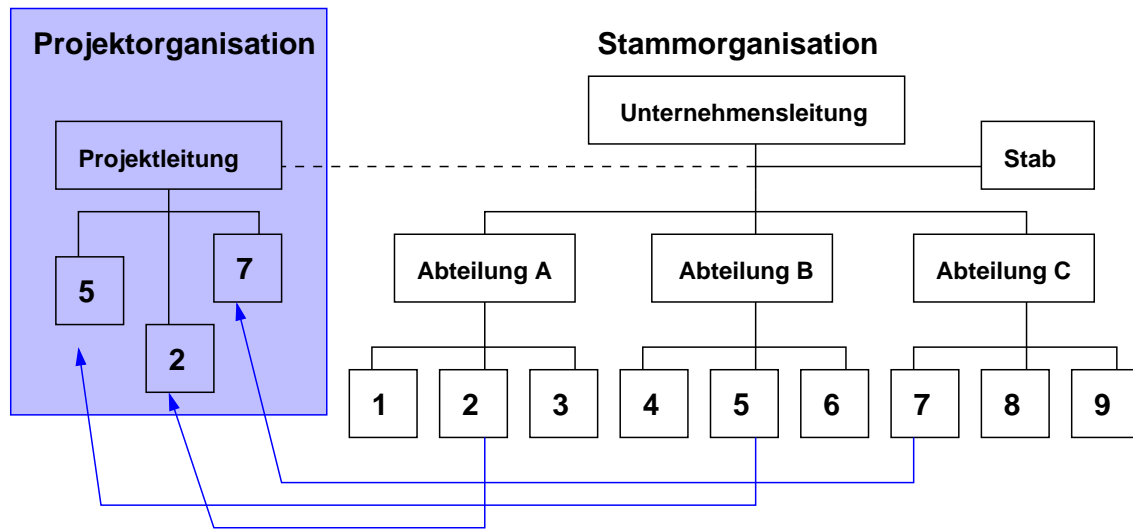 Projektorganisation
Stammorganisation
Unternehmensleitung
Projektleitung
Stab
5
2
7
Abteilung A
Abteilung B
Abteilung C
1
2
3
4
5
6
7
8
9